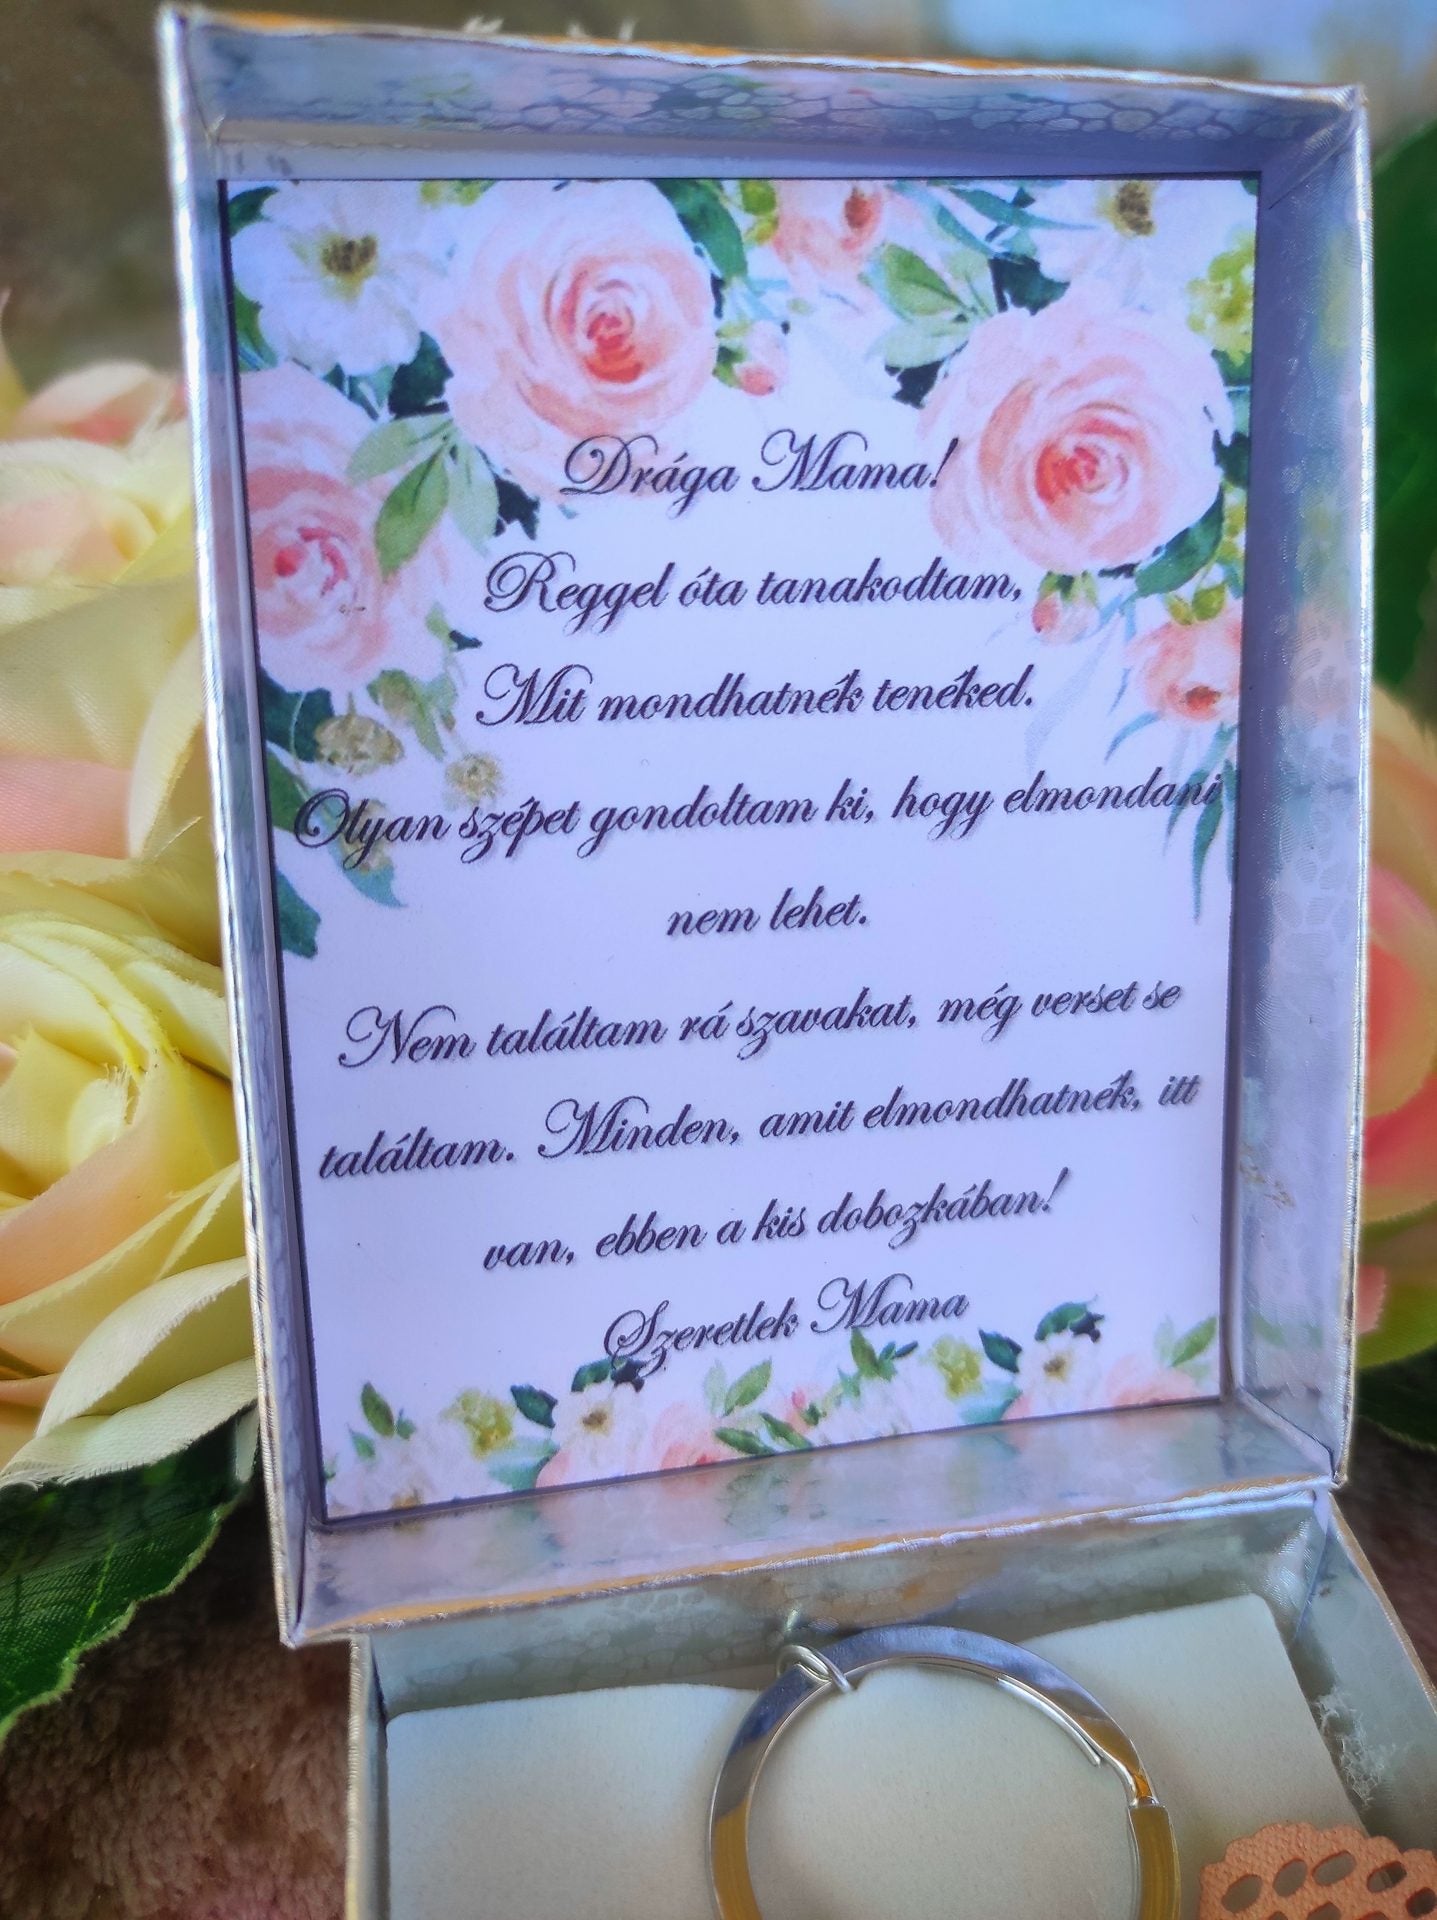 Drága Mama!
Reggel óta tanakodtam,
Mit mondhatnék tenéked.
Olyan szépet gondoltam ki, hogy elmondani
nem lehet.
Nem találtam rá szavakat, még verset se
találtam. Minden, amit elmondhatnék, itt
van, ebben a kis dobozkában!
Szeretlek Mama